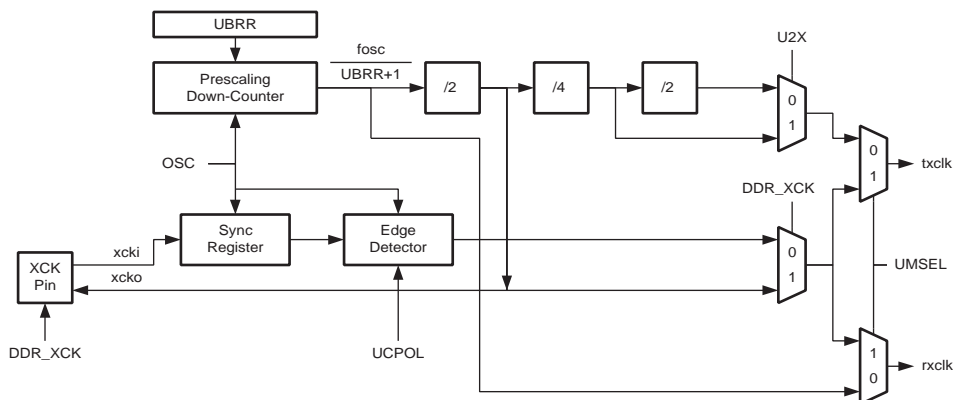 UBRR
fosc
U2X
Prescaling
Down-Counter
UBRR+1
/2
/4
/2
0
1
OSC
0
1
txclk
DDR_XCK
Sync
Register
Edge
Detector
xcki
0
1
XCK
Pin
xcko
UMSEL
DDR_XCK
UCPOL
1
0
rxclk